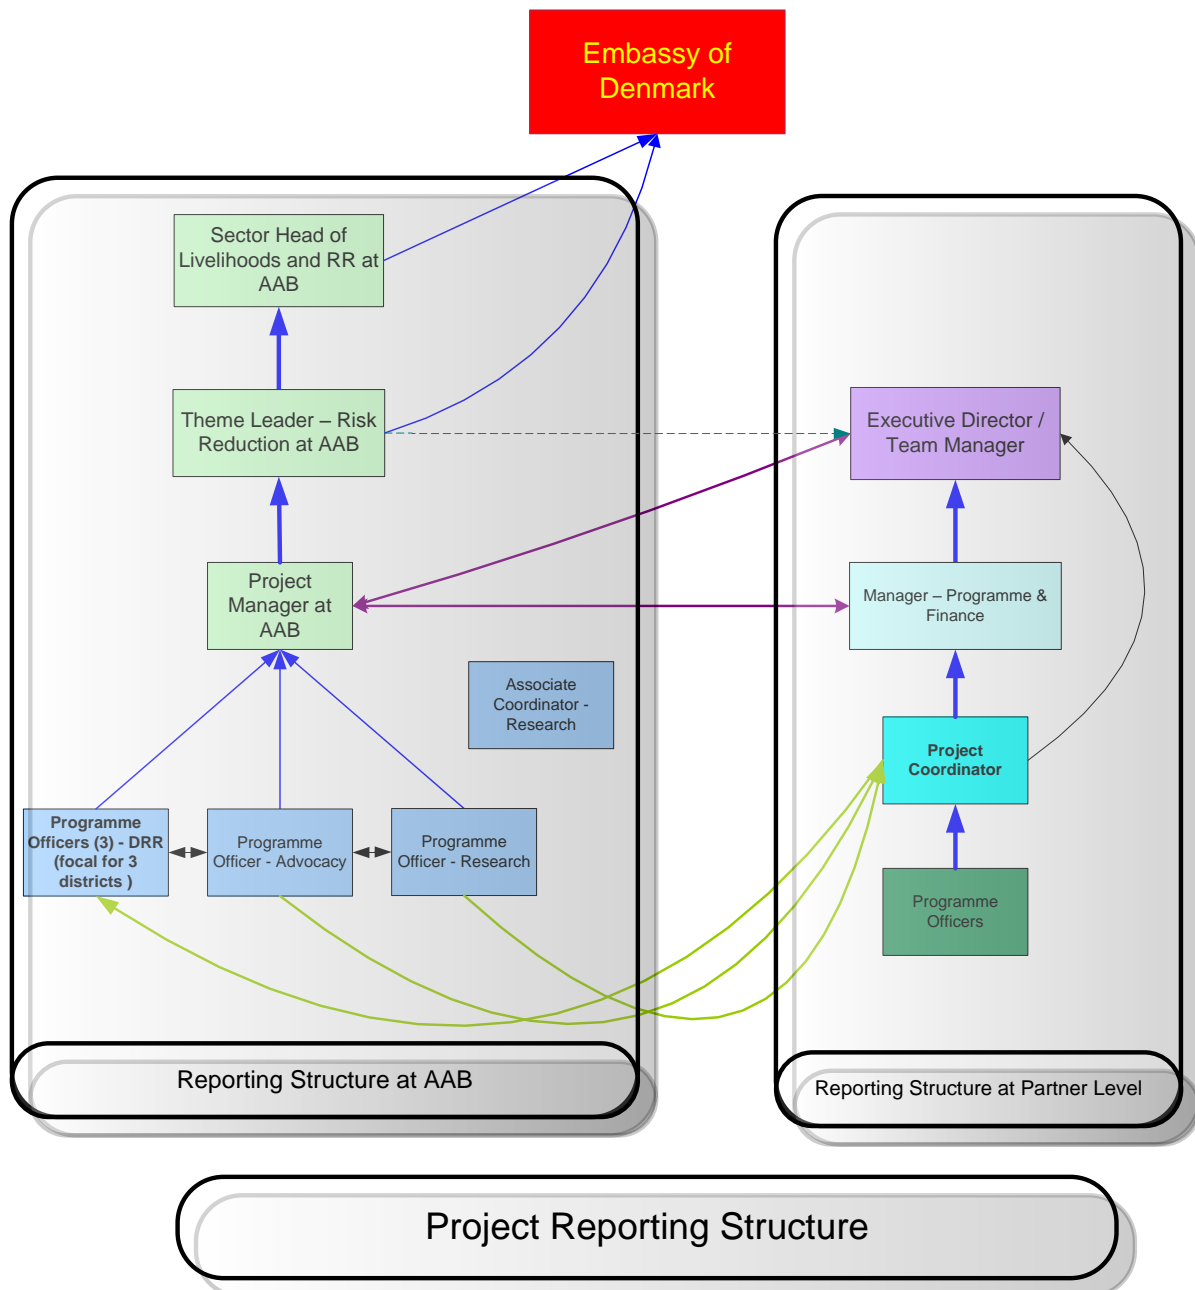 Embassy of
Denmark
Sector Head of
Livelihoods and RR at
AAB
Theme Leader – Risk
Reduction at AAB
Project
Manager at
AAB
Associate
Coordinator -
Research
Programme
Officers (3) - DRR
(focal for 3
districts )
Programme
Officer - Advocacy
Programme
Officer - Research
Reporting Structure at AAB
Executive Director /
Team Manager
Manager – Programme &
Finance
Project
Coordinator
Programme
Officers
Reporting Structure at Partner Level
Project Reporting Structure